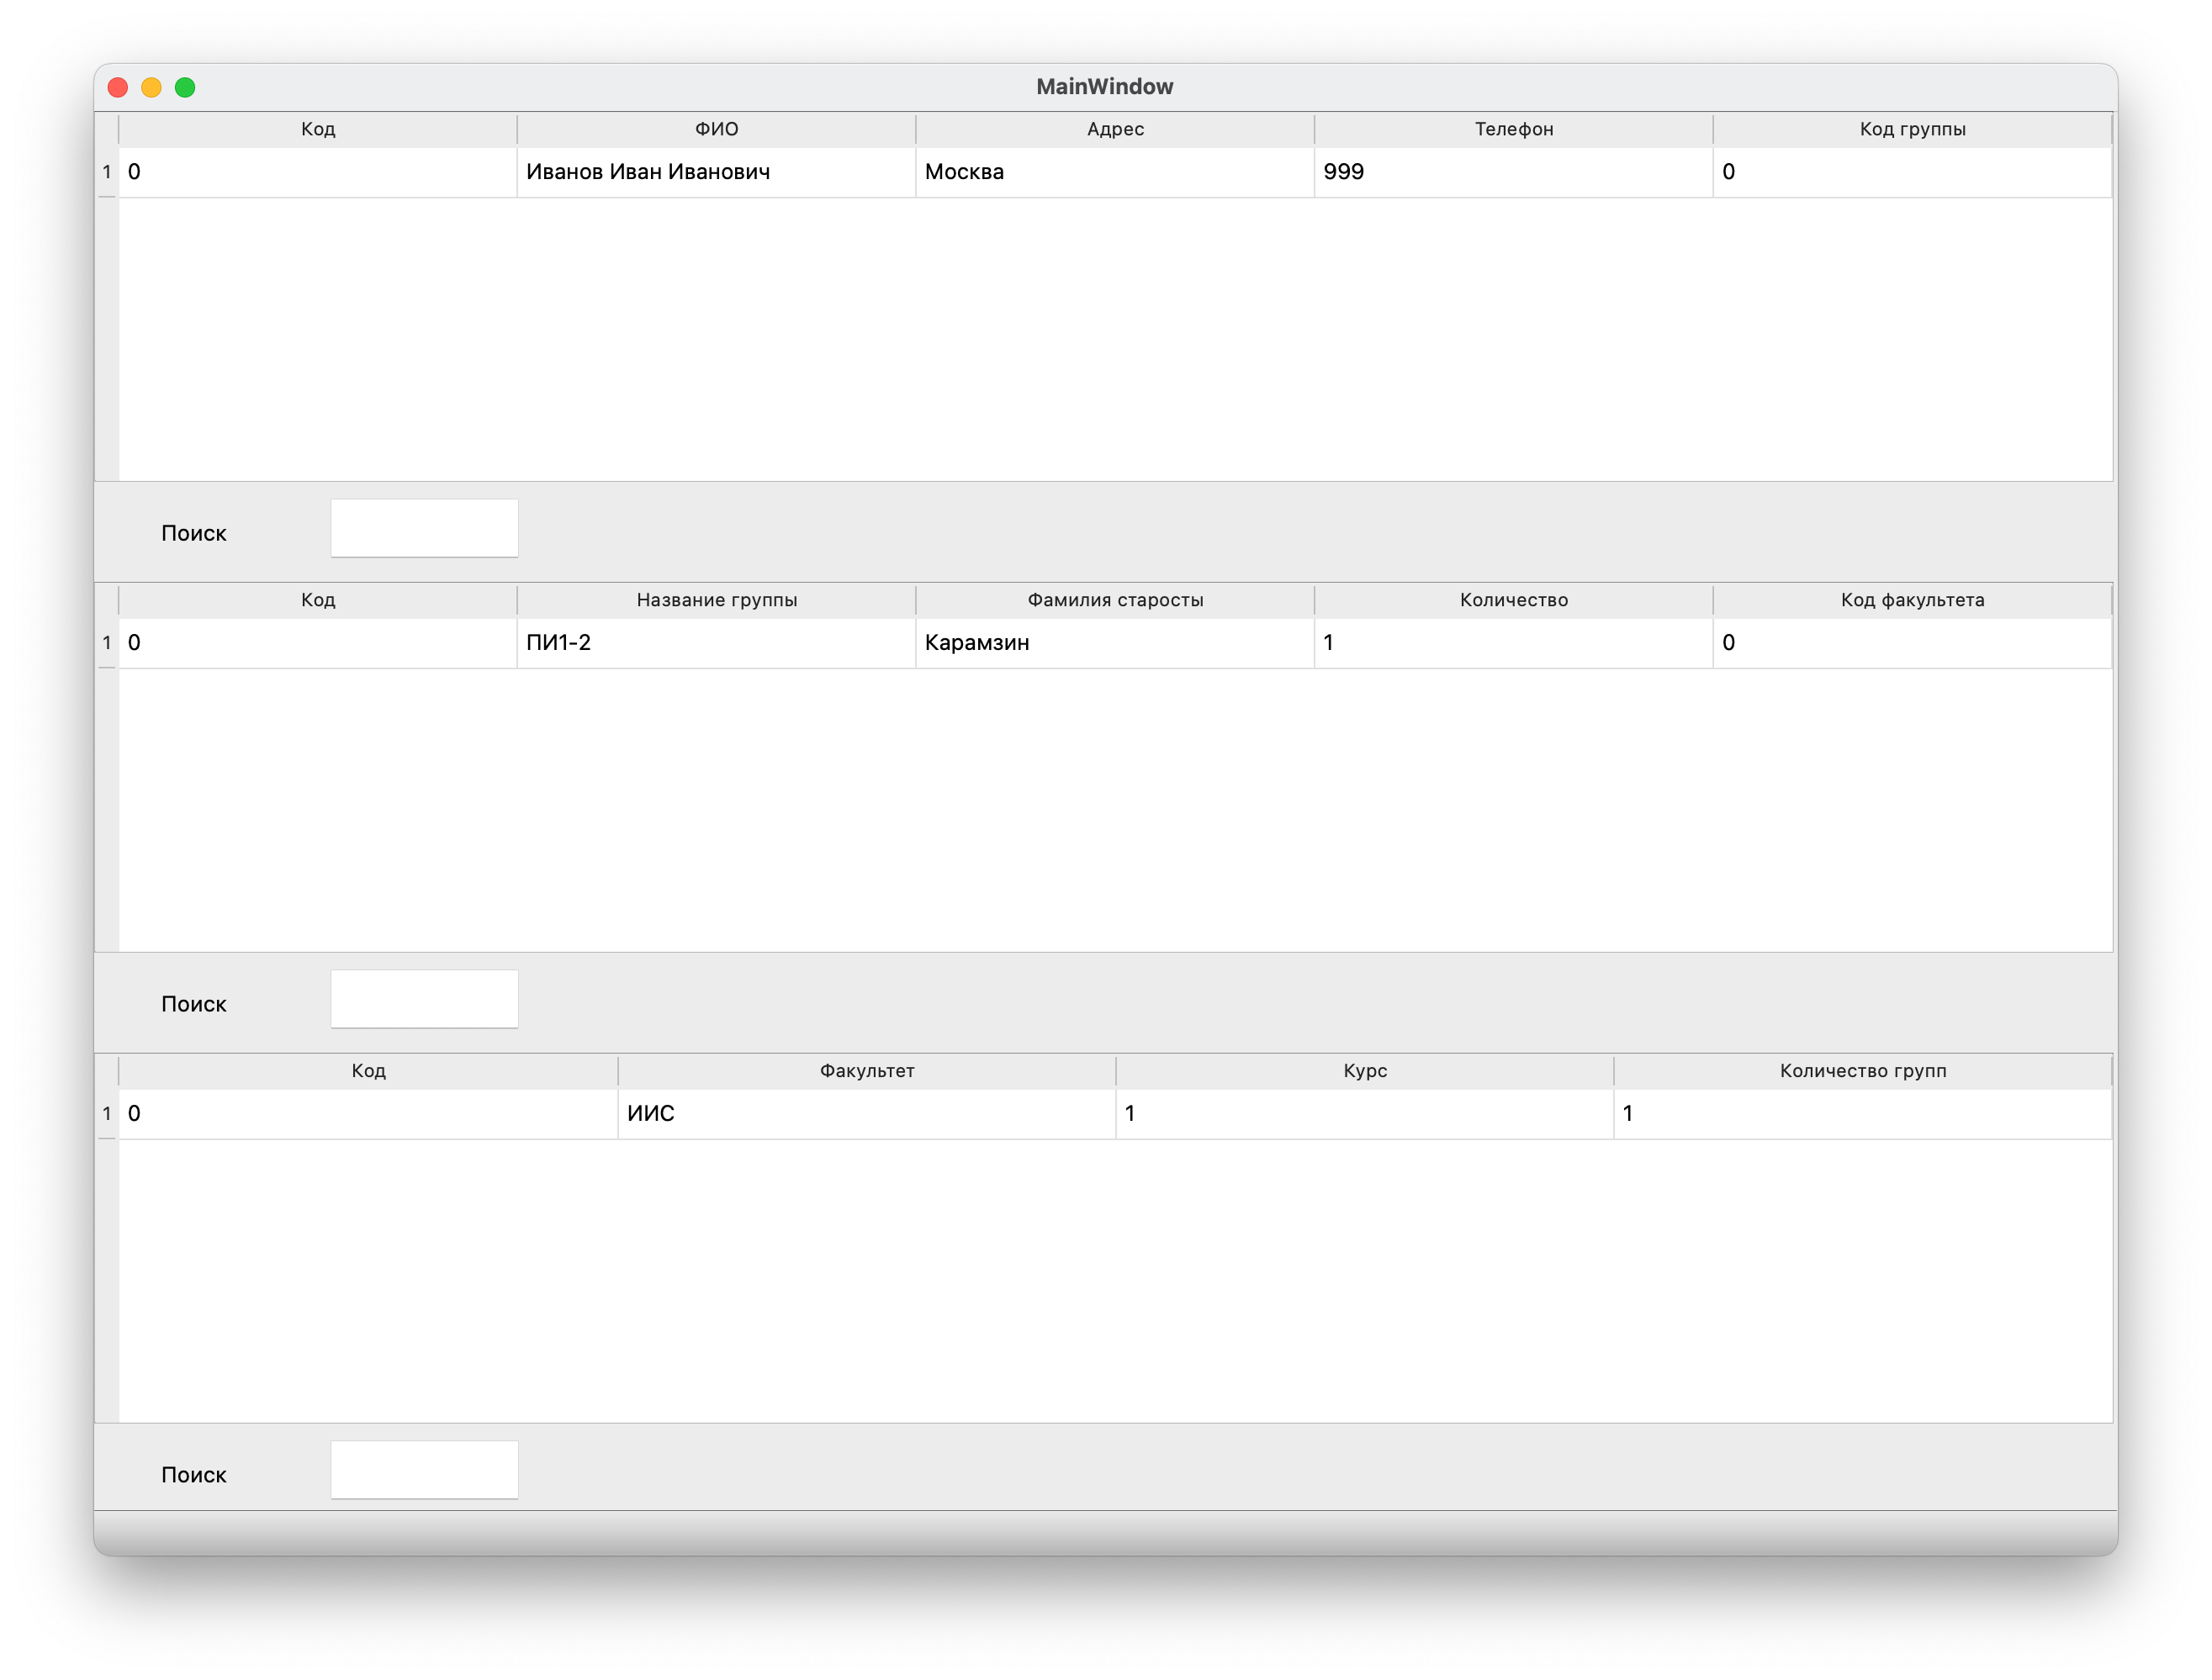 MainWindow
Код ФИО Адрес Телефон Код группы
1 0 Иванов Иван Иванович Москва 999 0
Поиск
Код Название группы Фамилия старосты Количество Код факультета
1 0 ПИ1-2 Карамзин 1 0
Поиск
Код Факультет Курс Количество групп
1 0 ИИС 1 1
Поиск